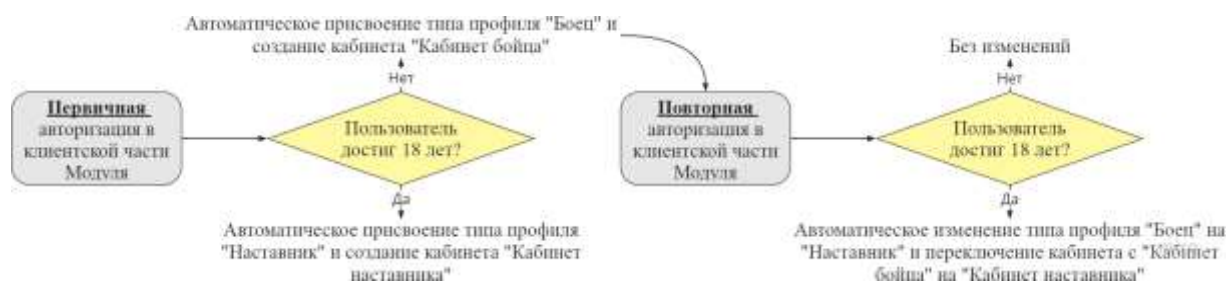 Автоматическое присвоение типа профиля "Боец" и
создание кабинета "Кабинет бойца"
Нет
Первичная
авторизация в
клиентской части
Модуля
Пользователь
достиг 18 лет?
Да
Автоматическое присвоение типа профиля
"Наставник" и создание кабинета "Кабинет
наставника"
Без изменений
Нет
Повторная
авторизация в
клиентской части
Модуля
Пользователь
достиг 18 лет?
Да
Автоматическое изменение типа профиля "Боец" на
"Наставник" и переключение кабинета с "Кабинет
бойца" на "Кабинет наставника"